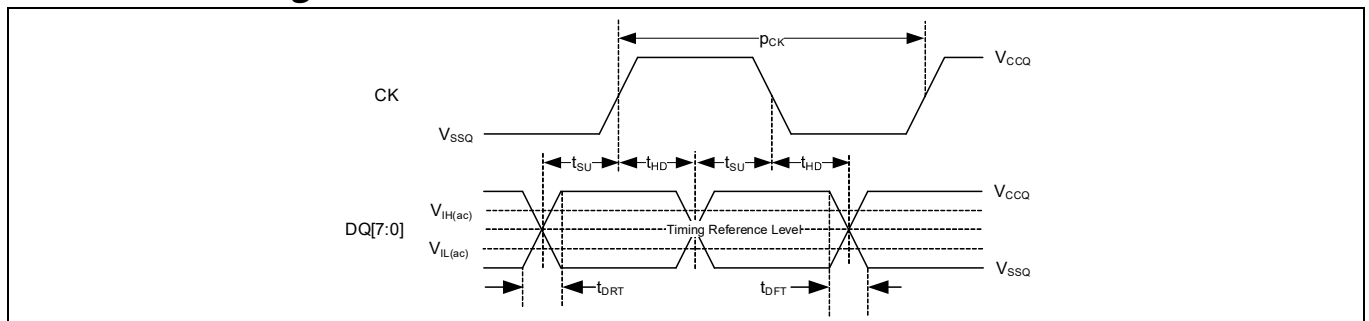 pCK
VCCQ
CK
VSSQ
tSU tHD tSU tHD
VCCQ
VIH(ac)
DQ[7:0] Timing Reference Level
VIL(ac)
VSSQ
tDRT tDFT